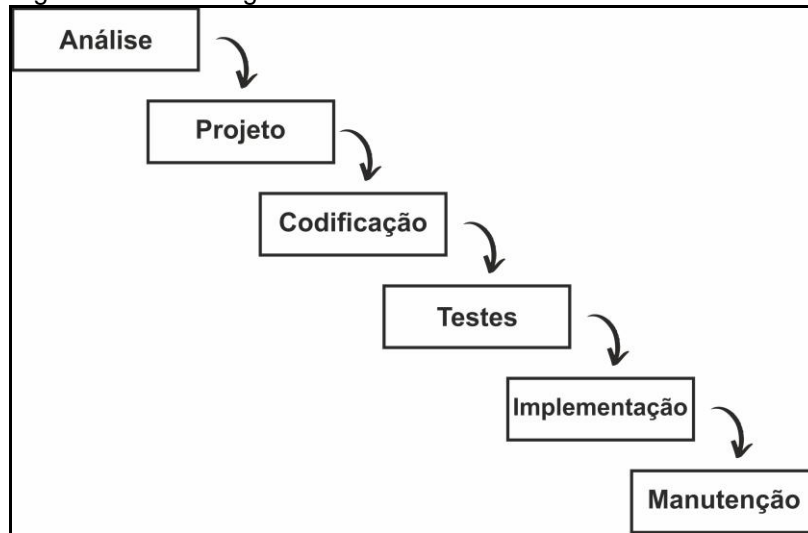 Análise
Projeto
Codificação
Testes
Implementação
Manutenção